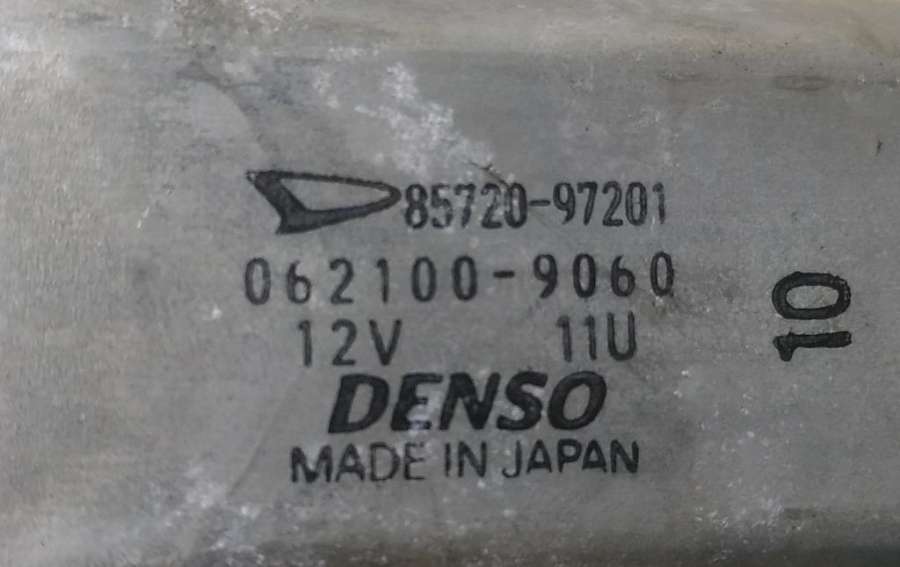 85720-97201
062100-9060
12V 11U
DENSO
MADE IN JAPAN
10